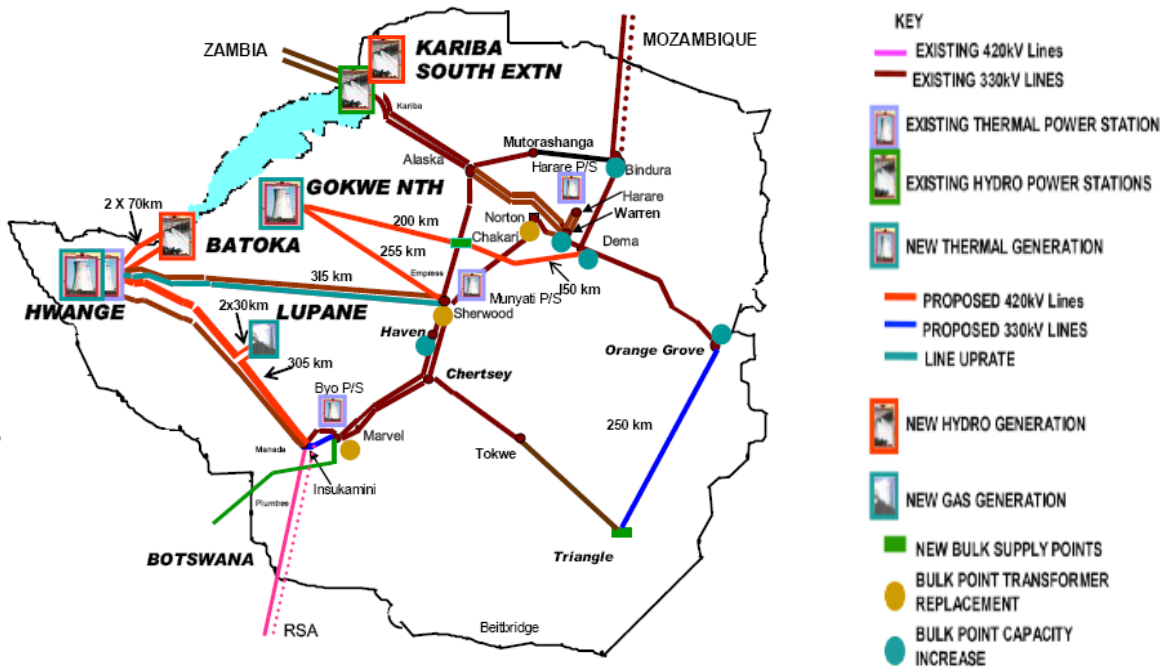 ZAMBIA
KARIBA
SOUTH EXTN
MOZAMBIQUE
Kariba
Mutorashanga
Alaska
Harare P/S
Bindura
GOKWE NTH
Harare
2 X 70km
200 km
Norton
Warren
BATOKA
Chakari
Dema
255 km
Empress
150 km
315 km
Munyati P/S
HWANGE
LUPANE
Sherwood
2x30km
Haven
Orange Grove
305 km
Chertsey
Byo P/S
250 km
Marvel
Manada
Tokwe
Insukamini
Plumtree
BOTSWANA
Triangle
RSA
Beitbridge
KEY
EXISTING 420kV Lines
EXISTING 330kV LINES
EXISTING THERMAL POWER STATION
EXISTING HYDRO POWER STATIONS
NEW THERMAL GENERATION
PROPOSED 420kV Lines
PROPOSED 330kV LINES
LINE UPRATE
NEW HYDRO GENERATION
NEW GAS GENERATION
NEW BULK SUPPLY POINTS
BULK POINT TRANSFORMER
REPLACEMENT
BULK POINT CAPACITY
INCREASE